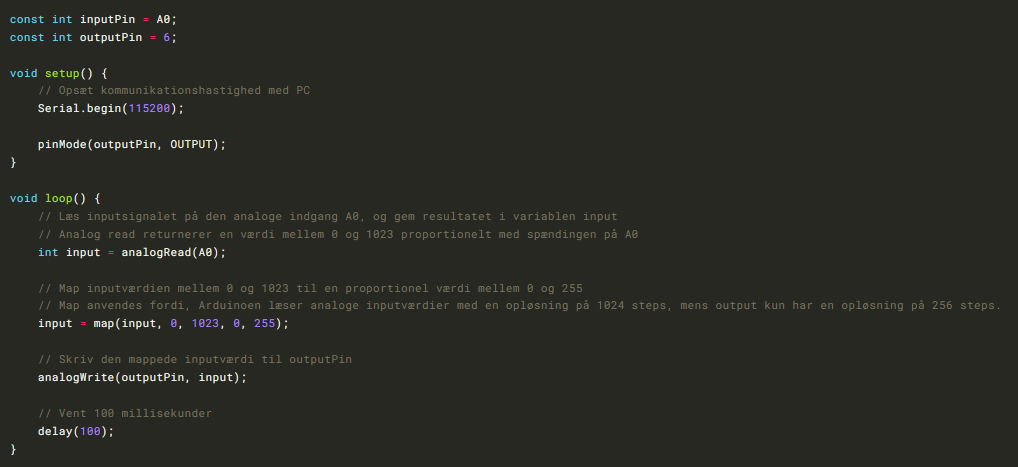 const int inputPin = A0;
const int outputPin = 6;
void setup() {
// Opsæt kommunikationshastighed med PC
Serial.begin(115200);
pinMode(outputPin, OUTPUT);
}
void loop() {
// Læs inputsignalet på den analoge indgang A0, og gem resultatet i variablen input
// Analog read returnerer en værdi mellem 0 og 1023 proportionelt med spændingen på A0
int input = analogRead(A0);
// Map inputværdien mellem 0 og 1023 til en proportionel værdi mellem 0 og 255
// Map anvendes fordi, Arduinoen læser analoge inputværdier med en opløsning på 1024 steps, mens output kun har en opløsning på 256 steps.
input = map(input, 0, 1023, 0, 255);
// Skriv den mappede inputværdi til outputPin
analogWrite(outputPin, input);
// Vent 100 millisekunder
delay(100);
}